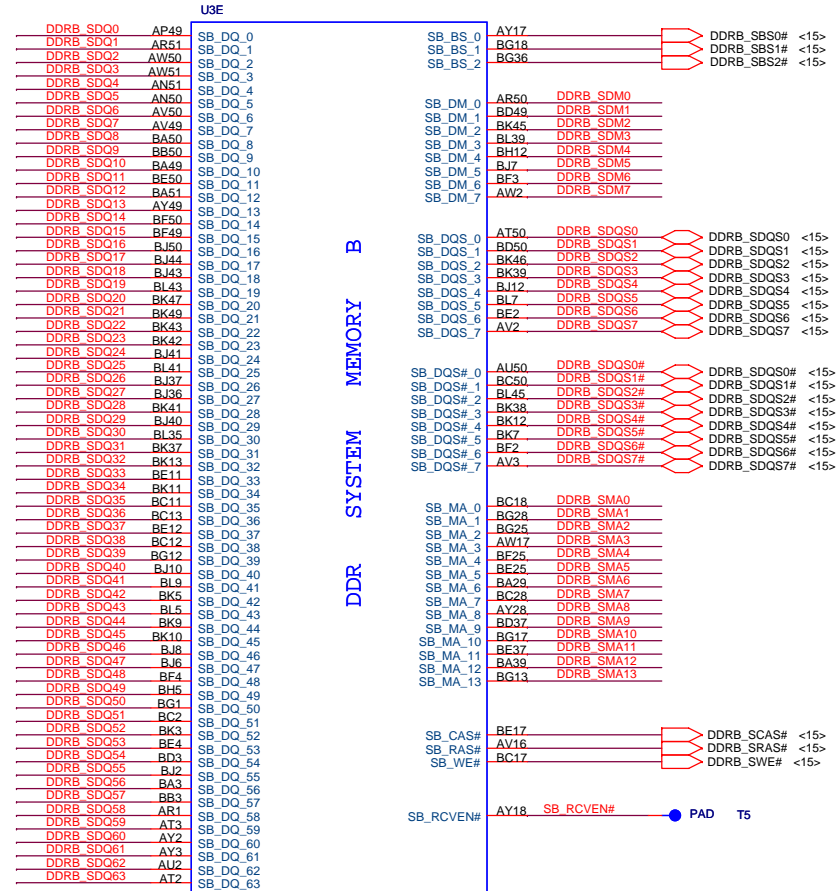 U3E
DDRB_SDQ0 AP49 SB_DQ_0
DDRB_SDQ1 AR51 SB_DQ_1
DDRB_SDQ2 AW50 SB_DQ_2
DDRB_SDQ3 AW51 SB_DQ_3
DDRB_SDQ4 AN51 SB_DQ_4
DDRB_SDQ5 AN50 SB_DQ_5
DDRB_SDQ6 AV50 SB_DQ_6
DDRB_SDQ7 AV49 SB_DQ_7
DDRB_SDQ8 BA50 SB_DQ_8
DDRB_SDQ9 BB50 SB_DQ_9
DDRB_SDQ10 BA49 SB_DQ_10
DDRB_SDQ11 BE50 SB_DQ_11
DDRB_SDQ12 BA51 SB_DQ_12
DDRB_SDQ13 AY49 SB_DQ_13
DDRB_SDQ14 BF50 SB_DQ_14
DDRB_SDQ15 BF49 SB_DQ_15
DDRB_SDQ16 BJ50 SB_DQ_16
DDRB_SDQ17 BJ44 SB_DQ_17
DDRB_SDQ18 BJ43 SB_DQ_18
DDRB_SDQ19 BL43 SB_DQ_19
DDRB_SDQ20 BK47 SB_DQ_20
DDRB_SDQ21 BK49 SB_DQ_21
DDRB_SDQ22 BK43 SB_DQ_22
DDRB_SDQ23 BK42 SB_DQ_23
DDRB_SDQ24 BJ41 SB_DQ_24
DDRB_SDQ25 BL41 SB_DQ_25
DDRB_SDQ26 BJ37 SB_DQ_26
DDRB_SDQ27 BJ36 SB_DQ_27
DDRB_SDQ28 BK41 SB_DQ_28
DDRB_SDQ29 BJ40 SB_DQ_29
DDRB_SDQ30 BL35 SB_DQ_30
DDRB_SDQ31 BK37 SB_DQ_31
DDRB_SDQ32 BK13 SB_DQ_32
DDRB_SDQ33 BE11 SB_DQ_33
DDRB_SDQ34 BK11 SB_DQ_34
DDRB_SDQ35 BC11 SB_DQ_35
DDRB_SDQ36 BC13 SB_DQ_36
DDRB_SDQ37 BE12 SB_DQ_37
DDRB_SDQ38 BC12 SB_DQ_38
DDRB_SDQ39 BG12 SB_DQ_39
DDRB_SDQ40 BJ10 SB_DQ_40
DDRB_SDQ41 BL9 SB_DQ_41
DDRB_SDQ42 BK5 SB_DQ_42
DDRB_SDQ43 BL5 SB_DQ_43
DDRB_SDQ44 BK9 SB_DQ_44
DDRB_SDQ45 BK10 SB_DQ_45
DDRB_SDQ46 BJ8 SB_DQ_46
DDRB_SDQ47 BJ6 SB_DQ_47
DDRB_SDQ48 BF4 SB_DQ_48
DDRB_SDQ49 BH5 SB_DQ_49
DDRB_SDQ50 BG1 SB_DQ_50
DDRB_SDQ51 BC2 SB_DQ_51
DDRB_SDQ52 BK3 SB_DQ_52
DDRB_SDQ53 BE4 SB_DQ_53
DDRB_SDQ54 BD3 SB_DQ_54
DDRB_SDQ55 BJ2 SB_DQ_55
DDRB_SDQ56 BA3 SB_DQ_56
DDRB_SDQ57 BB3 SB_DQ_57
DDRB_SDQ58 AR1 SB_DQ_58
DDRB_SDQ59 AT3 SB_DQ_59
DDRB_SDQ60 AY2 SB_DQ_60
DDRB_SDQ61 AY3 SB_DQ_61
DDRB_SDQ62 AU2 SB_DQ_62
DDRB_SDQ63 AT2 SB_DQ_63
DDR SYSTEM MEMORY B
SB_BS_0 AY17 DDRB_SBS0# <15>
SB_BS_1 BG18 DDRB_SBS1# <15>
SB_BS_2 BG36 DDRB_SBS2# <15>
SB_DM_0 AR50 DDRB_SDM0
SB_DM_1 BD49 DDRB_SDM1
SB_DM_2 BK45 DDRB_SDM2
SB_DM_3 BL39 DDRB_SDM3
SB_DM_4 BH12 DDRB_SDM4
SB_DM_5 BJ7 DDRB_SDM5
SB_DM_6 BF3 DDRB_SDM6
SB_DM_7 AW2 DDRB_SDM7
SB_DQS_0 AT50 DDRB_SDQS0 DDRB_SDQS0 <15>
SB_DQS_1 BD50 DDRB_SDQS1 DDRB_SDQS1 <15>
SB_DQS_2 BK46 DDRB_SDQS2 DDRB_SDQS2 <15>
SB_DQS_3 BK39 DDRB_SDQS3 DDRB_SDQS3 <15>
SB_DQS_4 BJ12 DDRB_SDQS4 DDRB_SDQS4 <15>
SB_DQS_5 BL7 DDRB_SDQS5 DDRB_SDQS5 <15>
SB_DQS_6 BE2 DDRB_SDQS6 DDRB_SDQS6 <15>
SB_DQS_7 AV2 DDRB_SDQS7 DDRB_SDQS7 <15>
SB_DQS#_0 AU50 DDRB_SDQS0# DDRB_SDQS0# <15>
SB_DQS#_1 BC50 DDRB_SDQS1# DDRB_SDQS1# <15>
SB_DQS#_2 BL45 DDRB_SDQS2# DDRB_SDQS2# <15>
SB_DQS#_3 BK38 DDRB_SDQS3# DDRB_SDQS3# <15>
SB_DQS#_4 BK12 DDRB_SDQS4# DDRB_SDQS4# <15>
SB_DQS#_5 BK7 DDRB_SDQS5# DDRB_SDQS5# <15>
SB_DQS#_6 BF2 DDRB_SDQS6# DDRB_SDQS6# <15>
SB_DQS#_7 AV3 DDRB_SDQS7# DDRB_SDQS7# <15>
SB_MA_0 BC18 DDRB_SMA0
SB_MA_1 BG28 DDRB_SMA1
SB_MA_2 BG25 DDRB_SMA2
SB_MA_3 AW17 DDRB_SMA3
SB_MA_4 BF25 DDRB_SMA4
SB_MA_5 BE25 DDRB_SMA5
SB_MA_6 BA29 DDRB_SMA6
SB_MA_7 BC28 DDRB_SMA7
SB_MA_8 AY28 DDRB_SMA8
SB_MA_9 BD37 DDRB_SMA9
SB_MA_10 BG17 DDRB_SMA10
SB_MA_11 BE37 DDRB_SMA11
SB_MA_12 BA39 DDRB_SMA12
SB_MA_13 BG13 DDRB_SMA13
SB_CAS# BE17 DDRB_SCAS# <15>
SB_RAS# AV16 DDRB_SRAS# <15>
SB_WE# BC17 DDRB_SWE# <15>
SB_RCVEN# AY18 SB_RCVEN# PAD T5